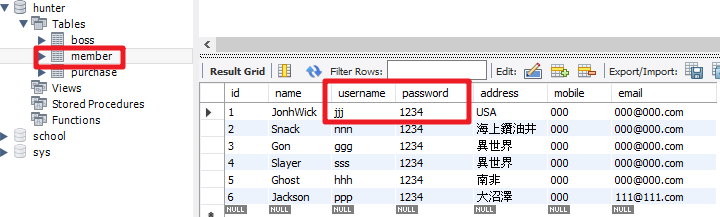 hunter
Tables
boss
member
purchase
Views
Stored Procedures
Functions
school
sys
Result Grid Filter Rows: Edit: Export/Import:
id name username password address mobile email
1 JonhWick jjj 1234 USA 000 000@000.com
2 Snack nnn 1234 海上鑽油井 000 000@000.com
3 Gon ggg 1234 異世界 000 000@000.com
4 Slayer sss 1234 異世界 000 000@000.com
5 Ghost hhh 1234 南非 000 000@000.com
6 Jackson ppp 1234 大沼澤 000 111@111.com
NULL NULL NULL NULL NULL NULL NULL